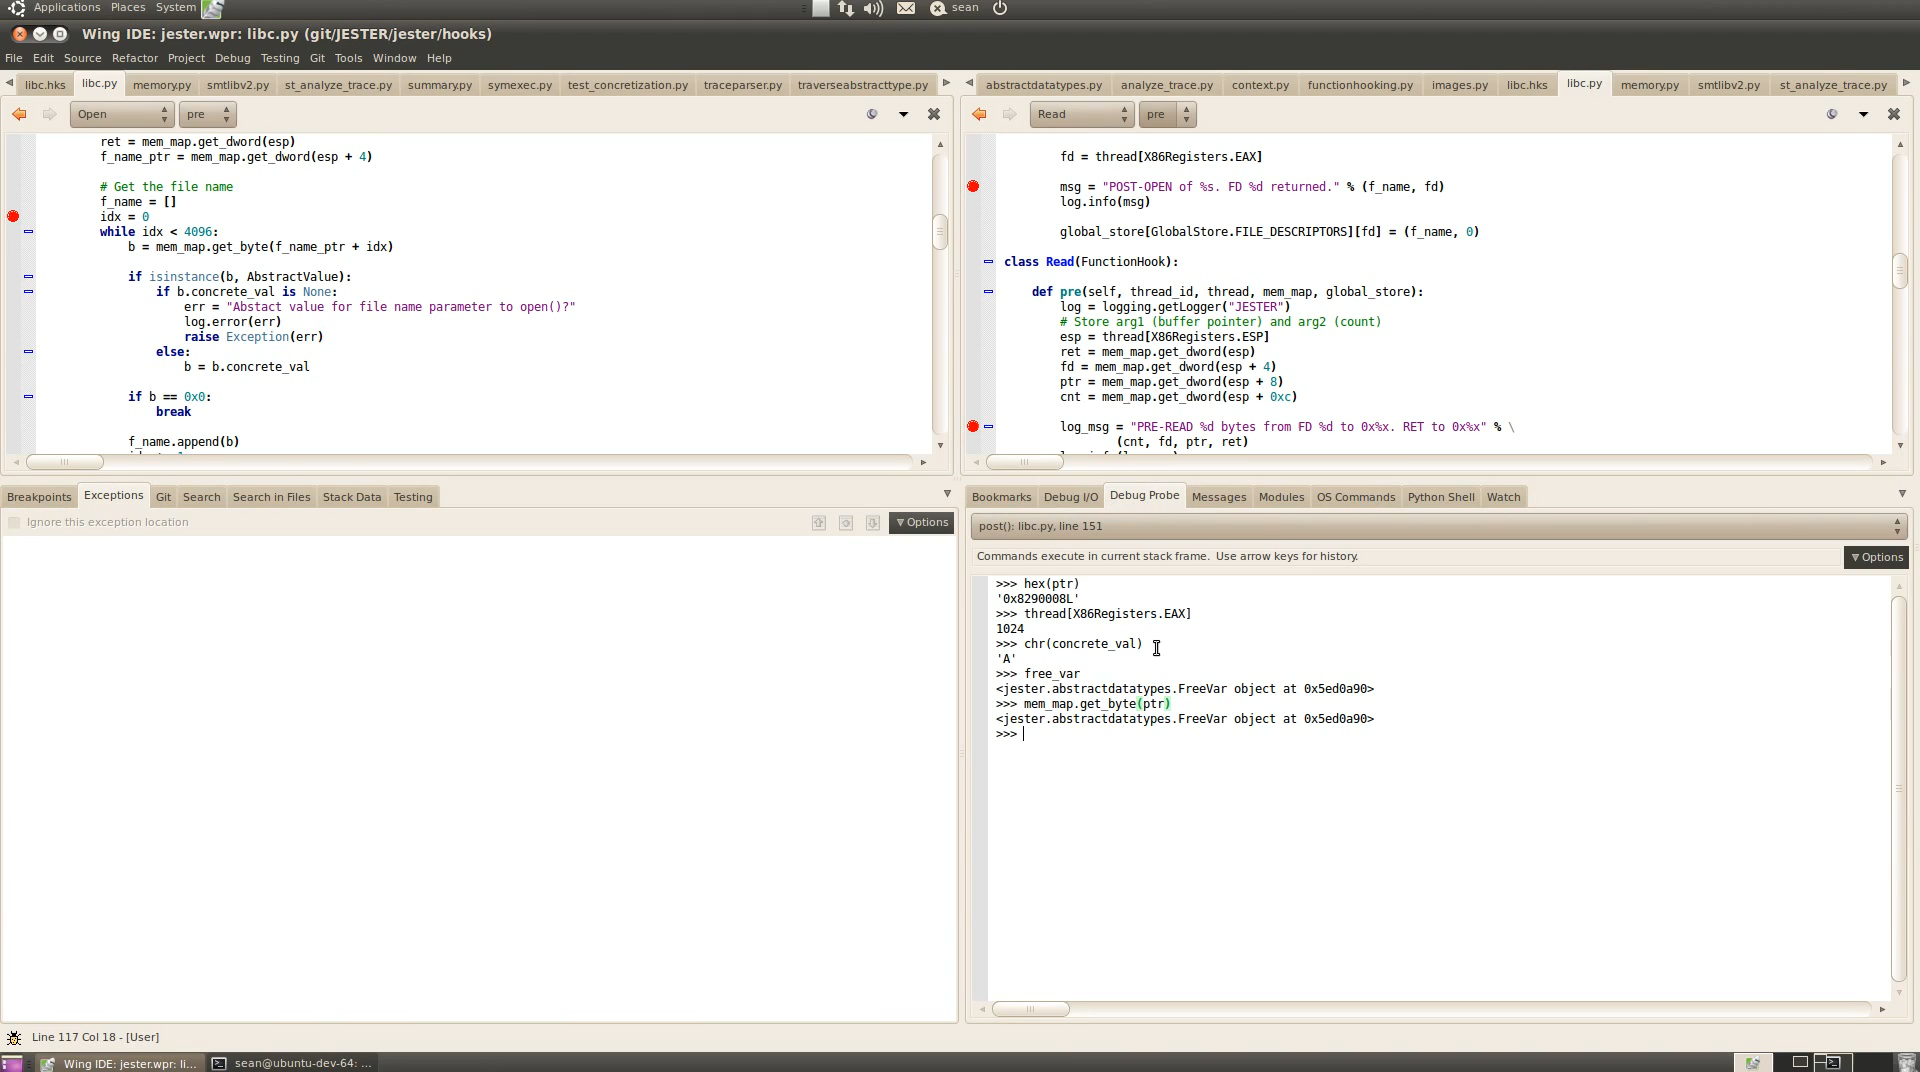 Applications Places System
sean
Wing IDE: jester.wpr: libc.py (git/JESTER/jester/hooks)
File Edit Source Refactor Project Debug Testing Git Tools Window Help
libc.hks libc.py memory.py smtlibv2.py st_analyze_trace.py summary.py symexec.py test_concretization.py traceparser.py traverseabstracttype.py
Open pre
ret = mem_map.get_dword(esp)
f_name_ptr = mem_map.get_dword(esp + 4)
# Get the file name
f_name = []
idx = 0
while idx < 4096:
b = mem_map.get_byte(f_name_ptr + idx)
if isinstance(b, AbstractValue):
if b.concrete_val is None:
err = "Abstact value for file name parameter to open()?"
log.error(err)
raise Exception(err)
else:
b = b.concrete_val
if b == 0x0:
break
f_name.append(b)
abstractdatatypes.py analyze_trace.py context.py functionhooking.py images.py libc.hks libc.py memory.py smtlibv2.py st_analyze_trace.py
Read pre
fd = thread[X86Registers.EAX]
msg = "POST-OPEN of %s. FD %d returned." % (f_name, fd)
log.info(msg)
global_store[GlobalStore.FILE_DESCRIPTORS][fd] = (f_name, 0)
class Read(FunctionHook):
def pre(self, thread_id, thread, mem_map, global_store):
log = logging.getLogger("JESTER")
# Store arg1 (buffer pointer) and arg2 (count)
esp = thread[X86Registers.ESP]
ret = mem_map.get_dword(esp)
fd = mem_map.get_dword(esp + 4)
ptr = mem_map.get_dword(esp + 8)
cnt = mem_map.get_dword(esp + 0xc)
log_msg = "PRE-READ %d bytes from FD %d to 0x%x. RET to 0x%x" % \
(cnt, fd, ptr, ret)
Breakpoints Exceptions Git Search Search in Files Stack Data Testing
Ignore this exception location
Options
Bookmarks Debug I/O Debug Probe Messages Modules OS Commands Python Shell Watch
post(): libc.py, line 151
Commands execute in current stack frame. Use arrow keys for history.
Options
>>> hex(ptr)
'0x8290008L'
>>> thread[X86Registers.EAX]
1024
>>> chr(concrete_val)
'A'
>>> free_var
<jester.abstractdatatypes.FreeVar object at 0x5ed0a90>
>>> mem_map.get_byte(ptr)
<jester.abstractdatatypes.FreeVar object at 0x5ed0a90>
>>>
Line 117 Col 18 - [User]
Wing IDE: jester.wpr: li... sean@ubuntu-dev-64: ...